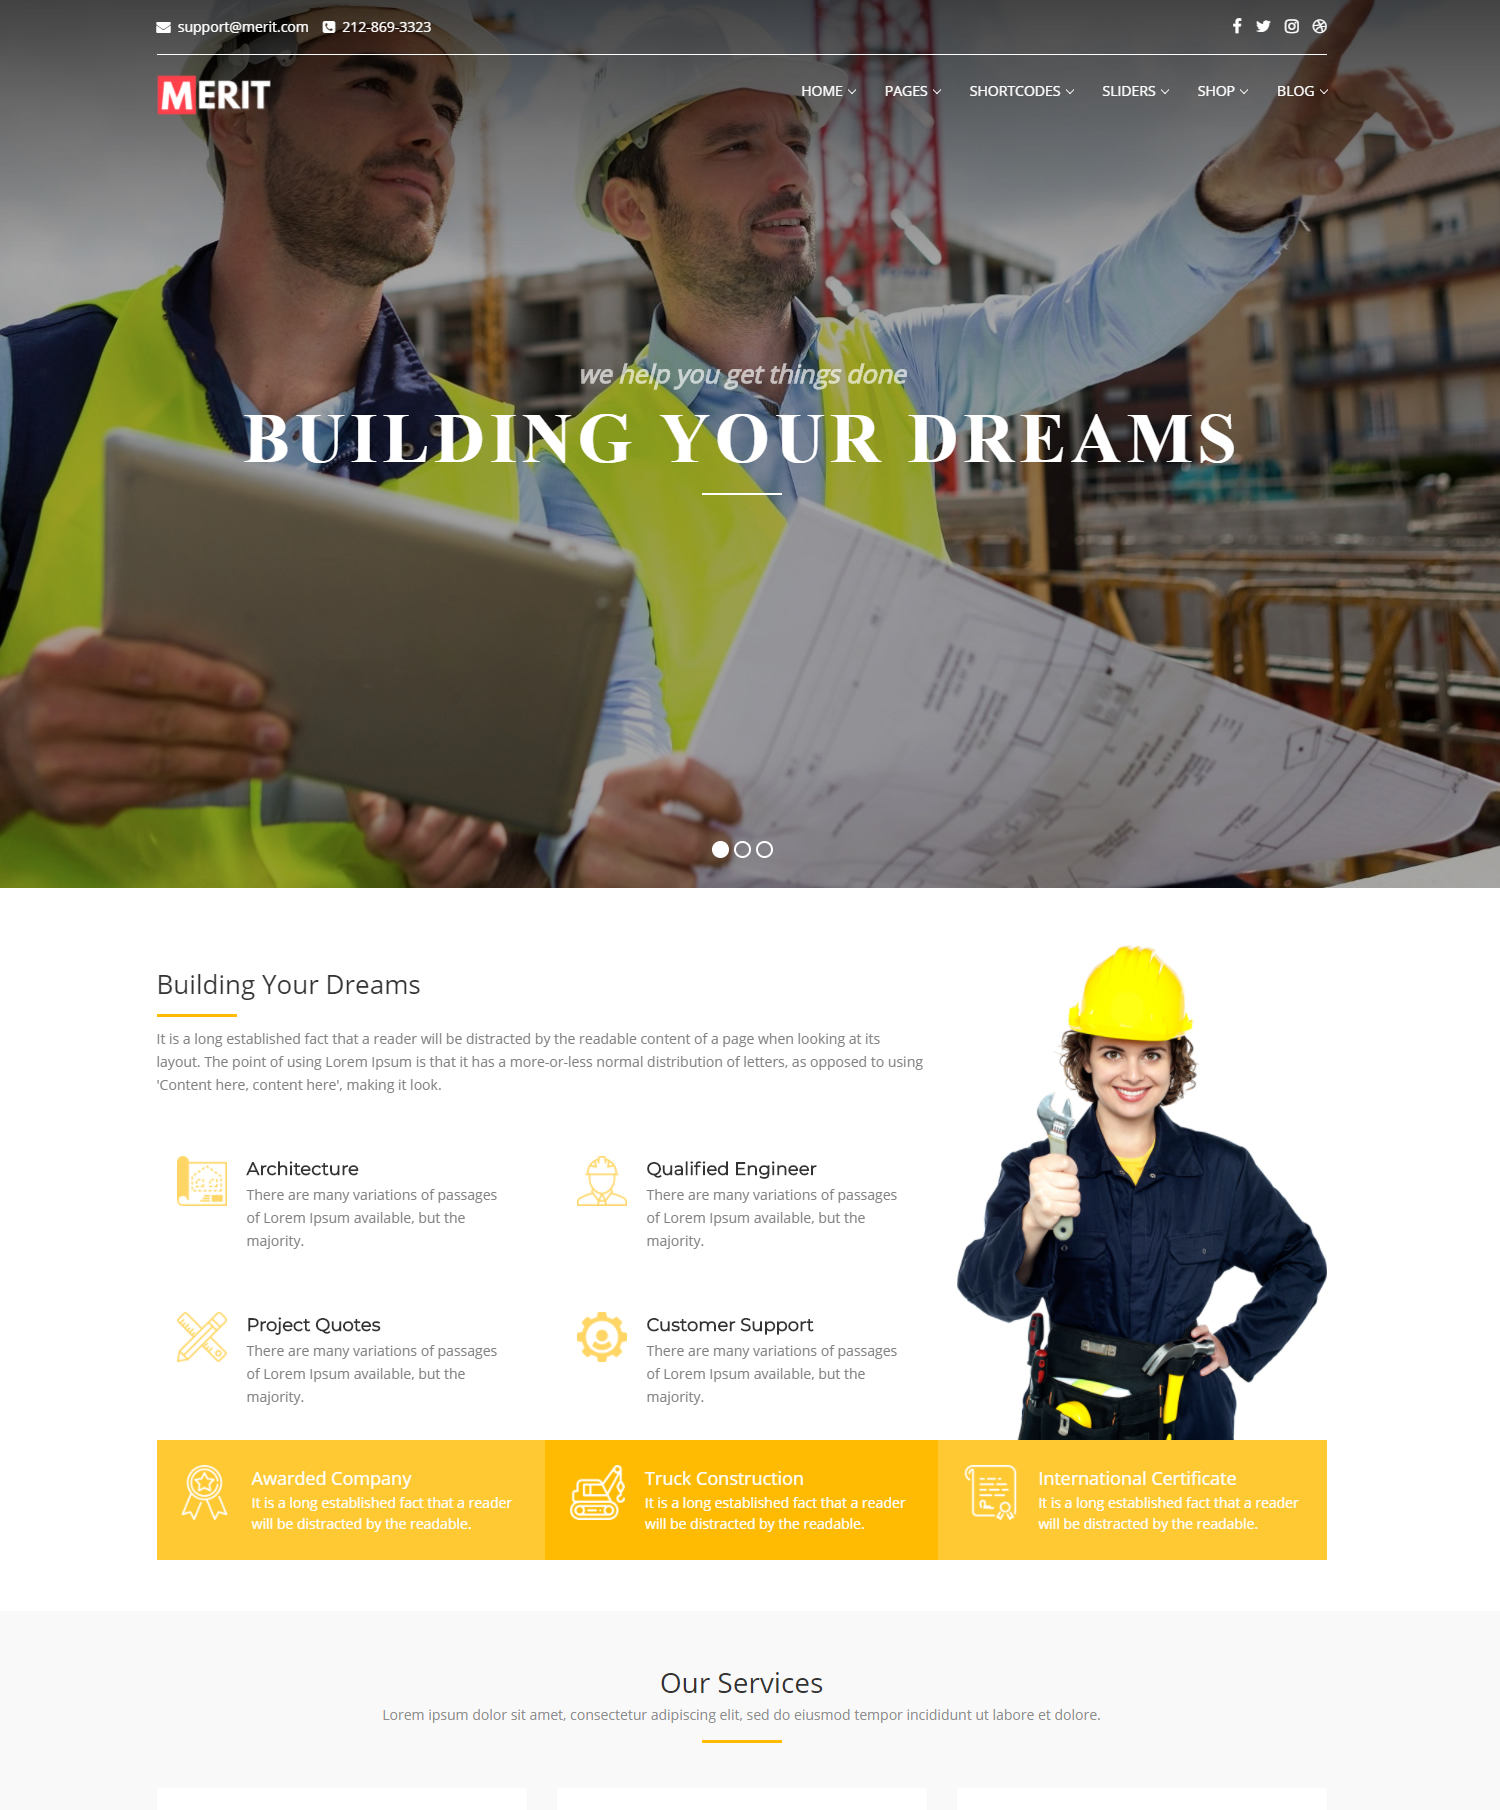 support@merit.com 212-869-3323
MERIT
HOME PAGES SHORTCODES SLIDERS SHOP BLOG
we help you get things done
BUILDING YOUR DREAMS
Building Your Dreams
It is a long established fact that a reader will be distracted by the readable content of a page when looking at its
layout. The point of using Lorem Ipsum is that it has a more-or-less normal distribution of letters, as opposed to using
'Content here, content here', making it look.
Architecture
There are many variations of passages
of Lorem Ipsum available, but the
majority.
Qualified Engineer
There are many variations of passages
of Lorem Ipsum available, but the
majority.
Project Quotes
There are many variations of passages
of Lorem Ipsum available, but the
majority.
Customer Support
There are many variations of passages
of Lorem Ipsum available, but the
majority.
Awarded Company
It is a long established fact that a reader
will be distracted by the readable.
Truck Construction
It is a long established fact that a reader
will be distracted by the readable.
International Certificate
It is a long established fact that a reader
will be distracted by the readable.
Our Services
Lorem ipsum dolor sit amet, consectetur adipiscing elit, sed do eiusmod tempor incididunt ut labore et dolore.